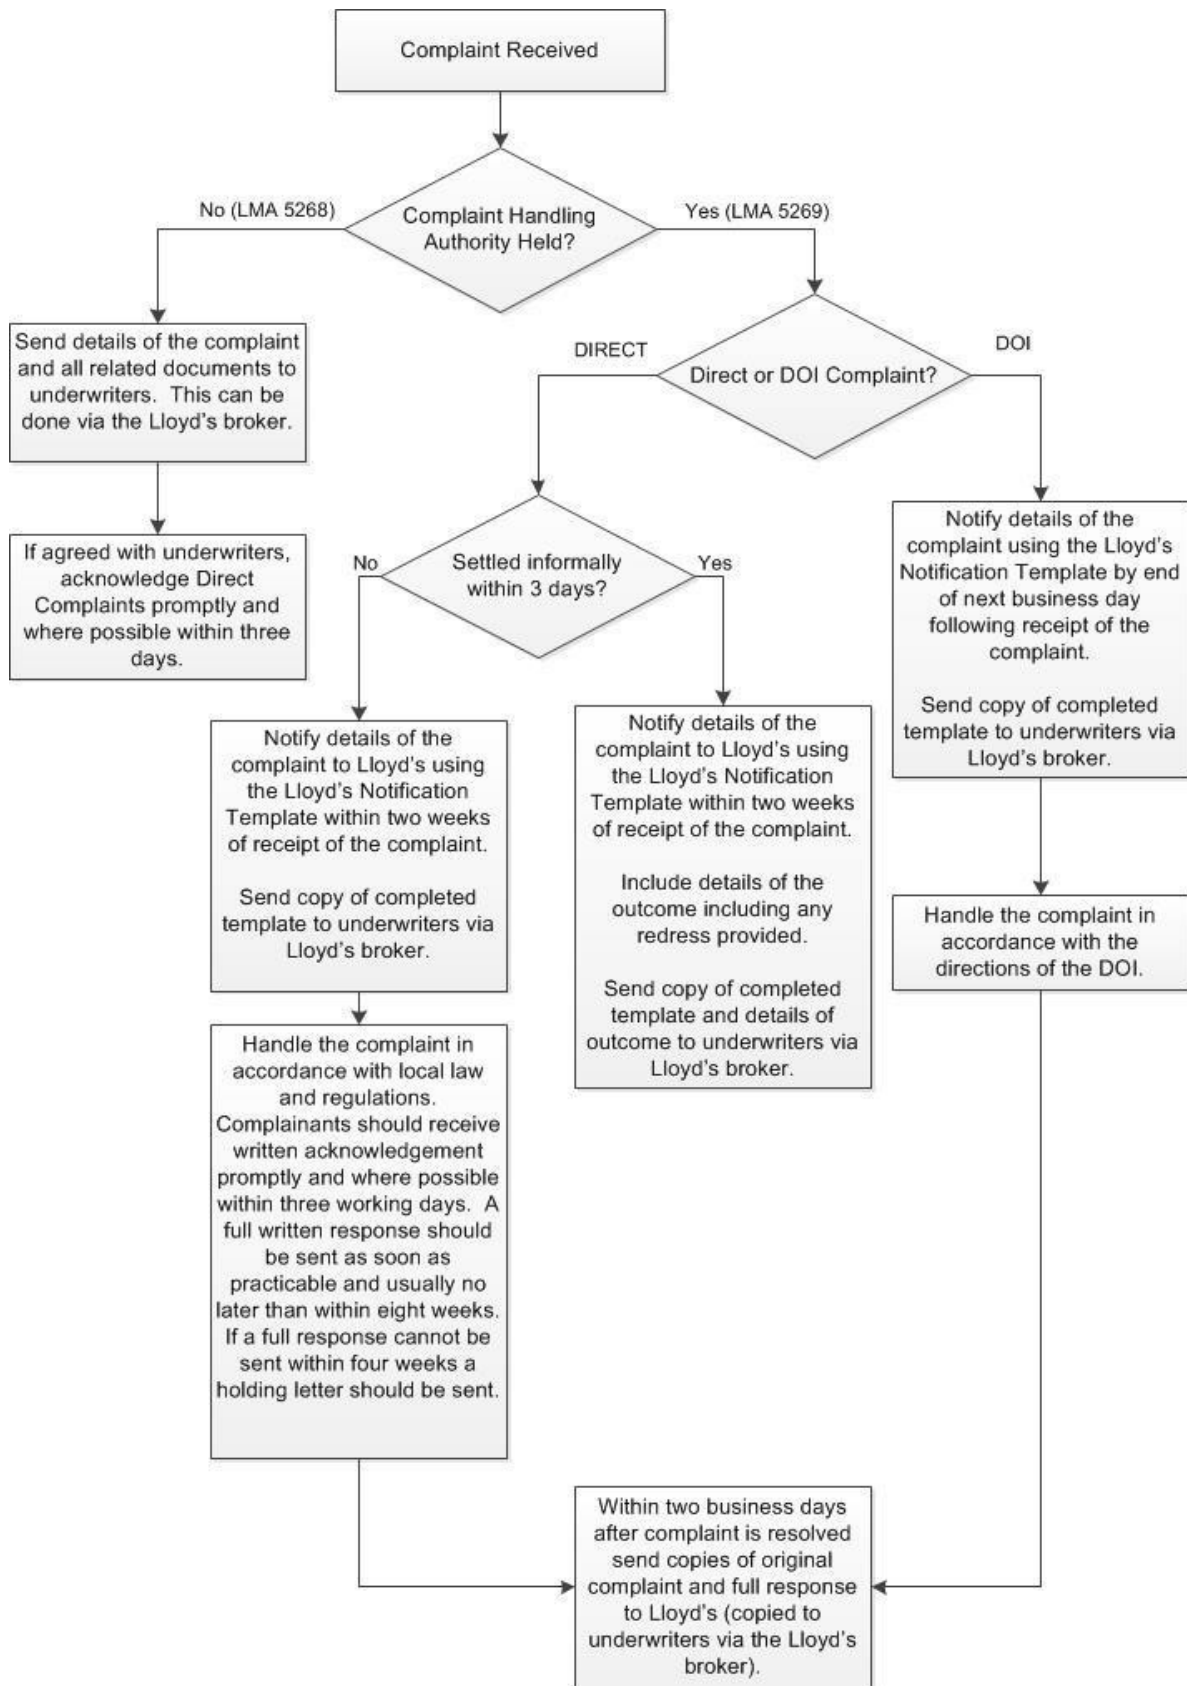 Complaint Received
No (LMA 5268)
Complaint Handling
Authority Held?
Yes (LMA 5269)
Send details of the complaint
and all related documents to
underwriters.  This can be
done via the Lloyd's broker.
DIRECT
Direct or DOI Complaint?
DOI
If agreed with underwriters,
acknowledge Direct
Complaints promptly and
where possible within three
days.
No
Settled informally
within 3 days?
Yes
Notify details of the
complaint using the Lloyd's
Notification Template by end
of next business day
following receipt of the
complaint.
Send copy of completed
template to underwriters via
Lloyd's broker.
Notify details of the
complaint to Lloyd's using
the Lloyd's Notification
Template within two weeks
of receipt of the complaint.
Send copy of completed
template to underwriters via
Lloyd's broker.
Notify details of the
complaint to Lloyd's using
the Lloyd's Notification
Template within two weeks
of receipt of the complaint.
Include details of the
outcome including any
redress provided.
Send copy of completed
template and details of
outcome to underwriters via
Lloyd's broker.
Handle the complaint in
accordance with the
directions of the DOI.
Handle the complaint in
accordance with local law
and regulations.
Complainants should receive
written acknowledgement
promptly and where possible
within three working days.  A
full written response should
be sent as soon as
practicable and usually no
later than within eight weeks.
If a full response cannot be
sent within four weeks a
holding letter should be sent.
Within two business days
after complaint is resolved
send copies of original
complaint and full response
to Lloyd's (copied to
underwriters via the Lloyd's
broker).